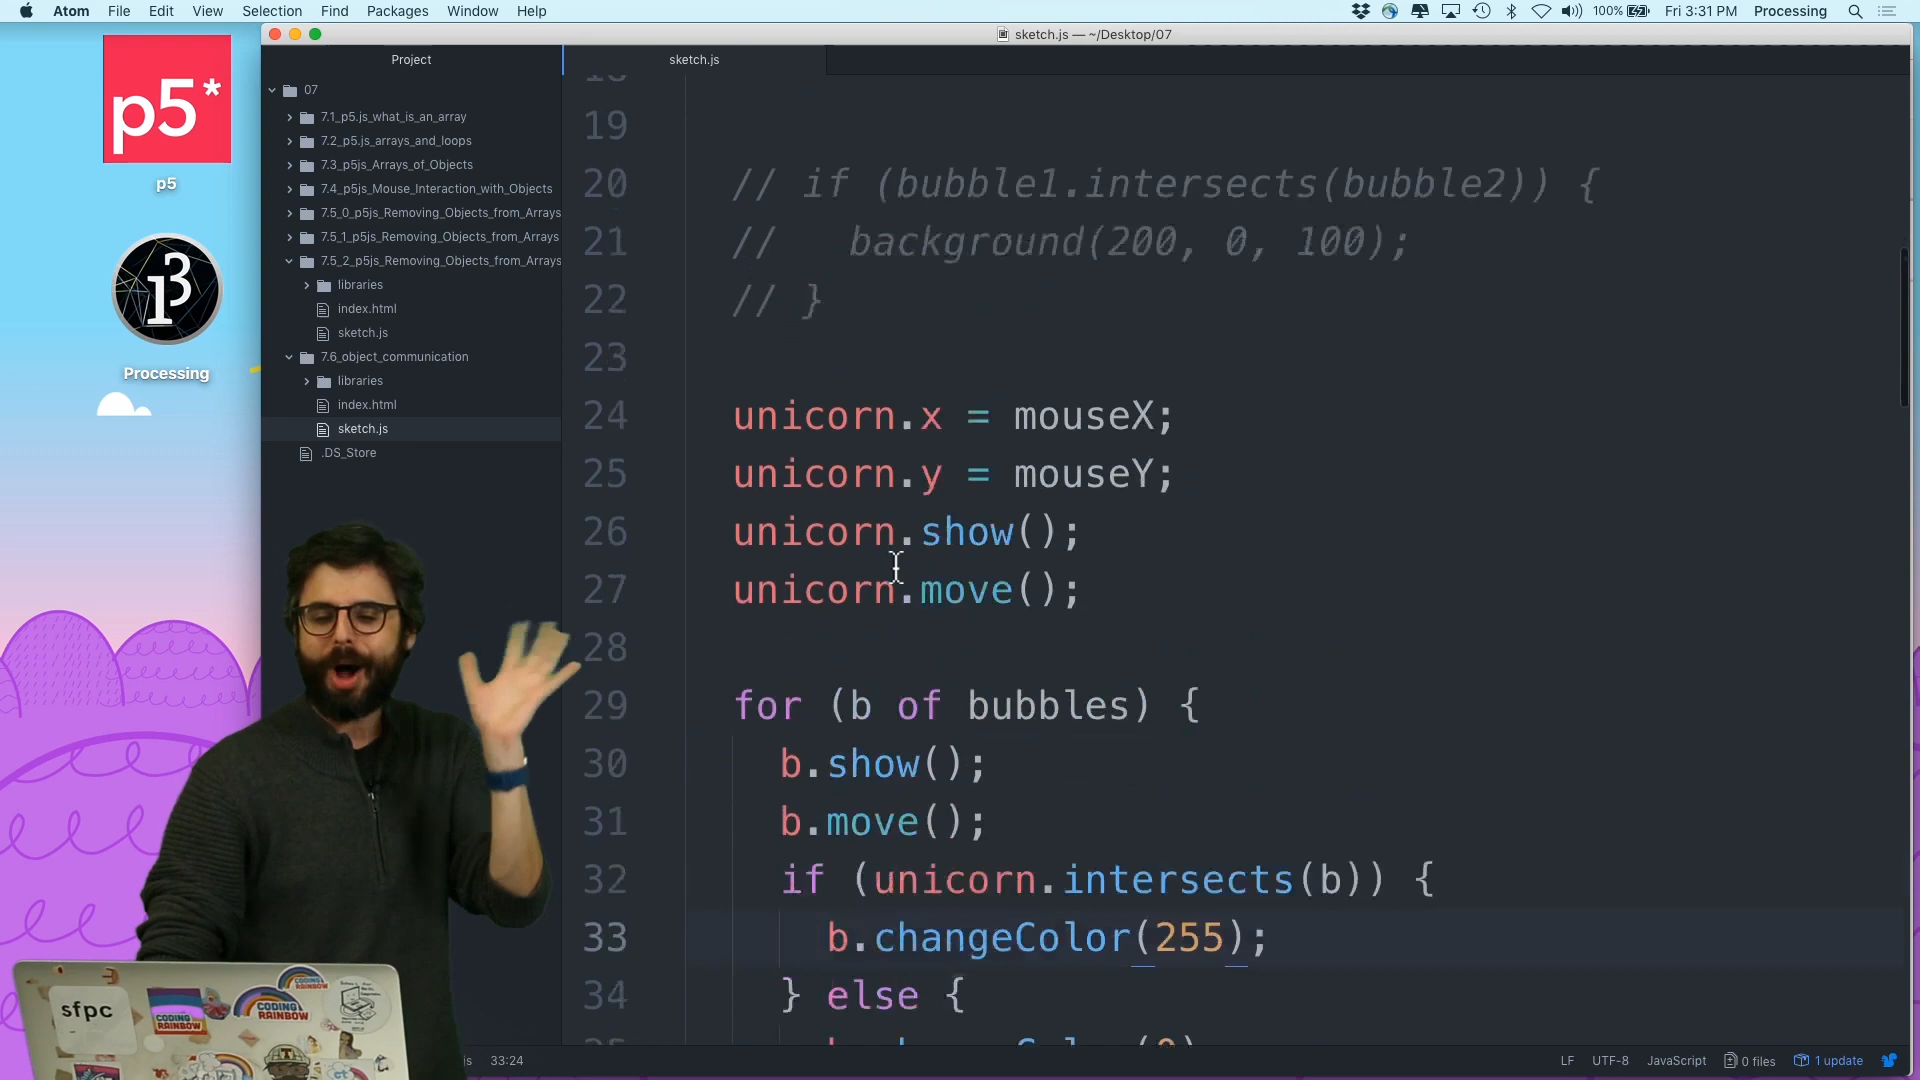 Atom File Edit View Selection Find Packages Window Help 100% Fri 3:31 PM Processing
sketch.js — ~/Desktop/07
Project sketch.js
p5*
p5
Processing
07
7.1_p5.js_what_is_an_array
7.2_p5.js_arrays_and_loops
7.3_p5js_Arrays_of_Objects
7.4_p5js_Mouse_Interaction_with_Objects
7.5_0_p5js_Removing_Objects_from_Arrays
7.5_1_p5js_Removing_Objects_from_Arrays
7.5_2_p5js_Removing_Objects_from_Arrays
libraries
index.html
sketch.js
7.6_object_communication
libraries
index.html
sketch.js
.DS_Store
18
19
20 // if (bubble1.intersects(bubble2)) {
21 //   background(200, 0, 100);
22 // }
23
24 unicorn.x = mouseX;
25 unicorn.y = mouseY;
26 unicorn.show();
27 unicorn.move();
28
29 for (b of bubbles) {
30 b.show();
31 b.move();
32 if (unicorn.intersects(b)) {
33 b.changeColor(255);
34 } else {
sfpc
CODING
RAINBOW
CODING
RAINBOW
33:24 LF UTF-8 JavaScript 0 files 1 update